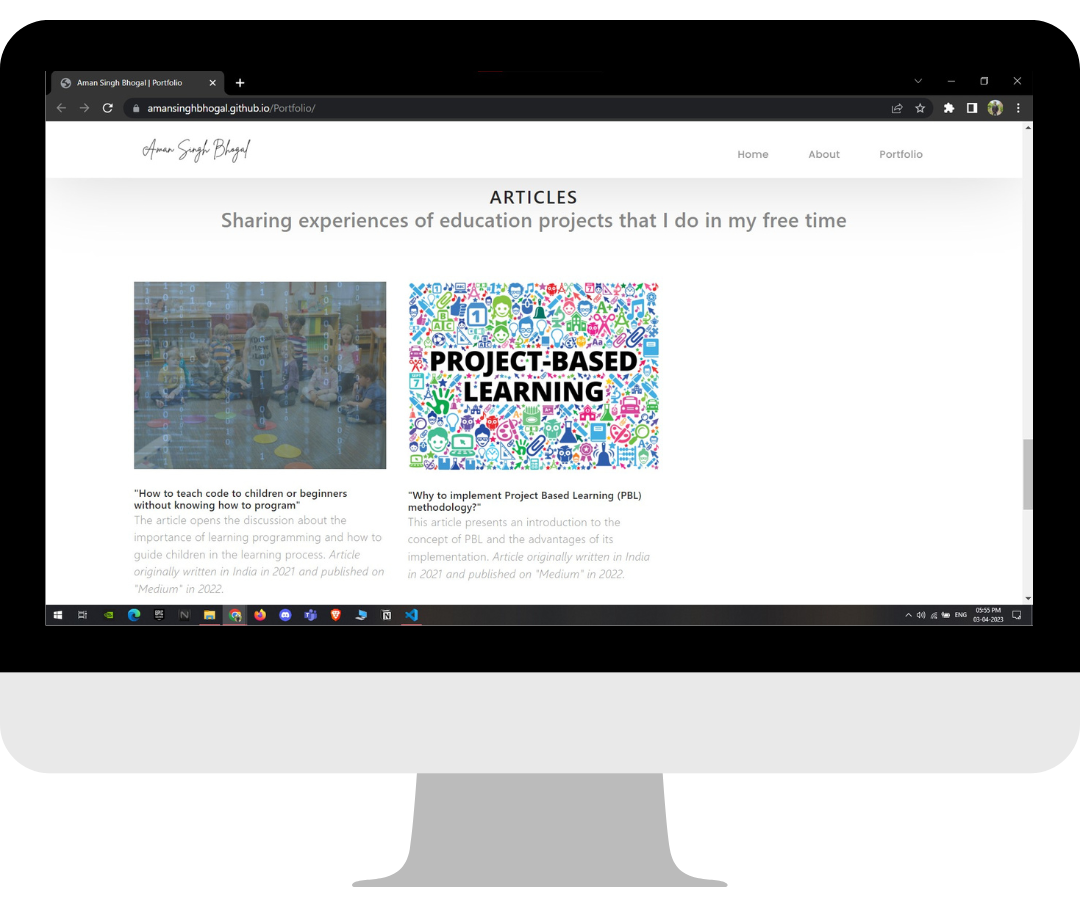 Aman Singh Bhogal | Portfolio
amansinghbhogal.github.io/Portfolio/
Aman Singh Bhogal
Home About Portfolio
ARTICLES
Sharing experiences of education projects that I do in my free time
PROJECT-BASED
LEARNING
"How to teach code to children or beginners
without knowing how to program"
The article opens the discussion about the
importance of learning programming and how to
guide children in the learning process. Article
originally written in India in 2021 and published on
"Medium" in 2022.
"Why to implement Project Based Learning (PBL)
methodology?"
This article presents an introduction to the
concept of PBL and the advantages of its
implementation. Article originally written in India
in 2021 and published on "Medium" in 2022.
ENG
05:55 PM
03-04-2023